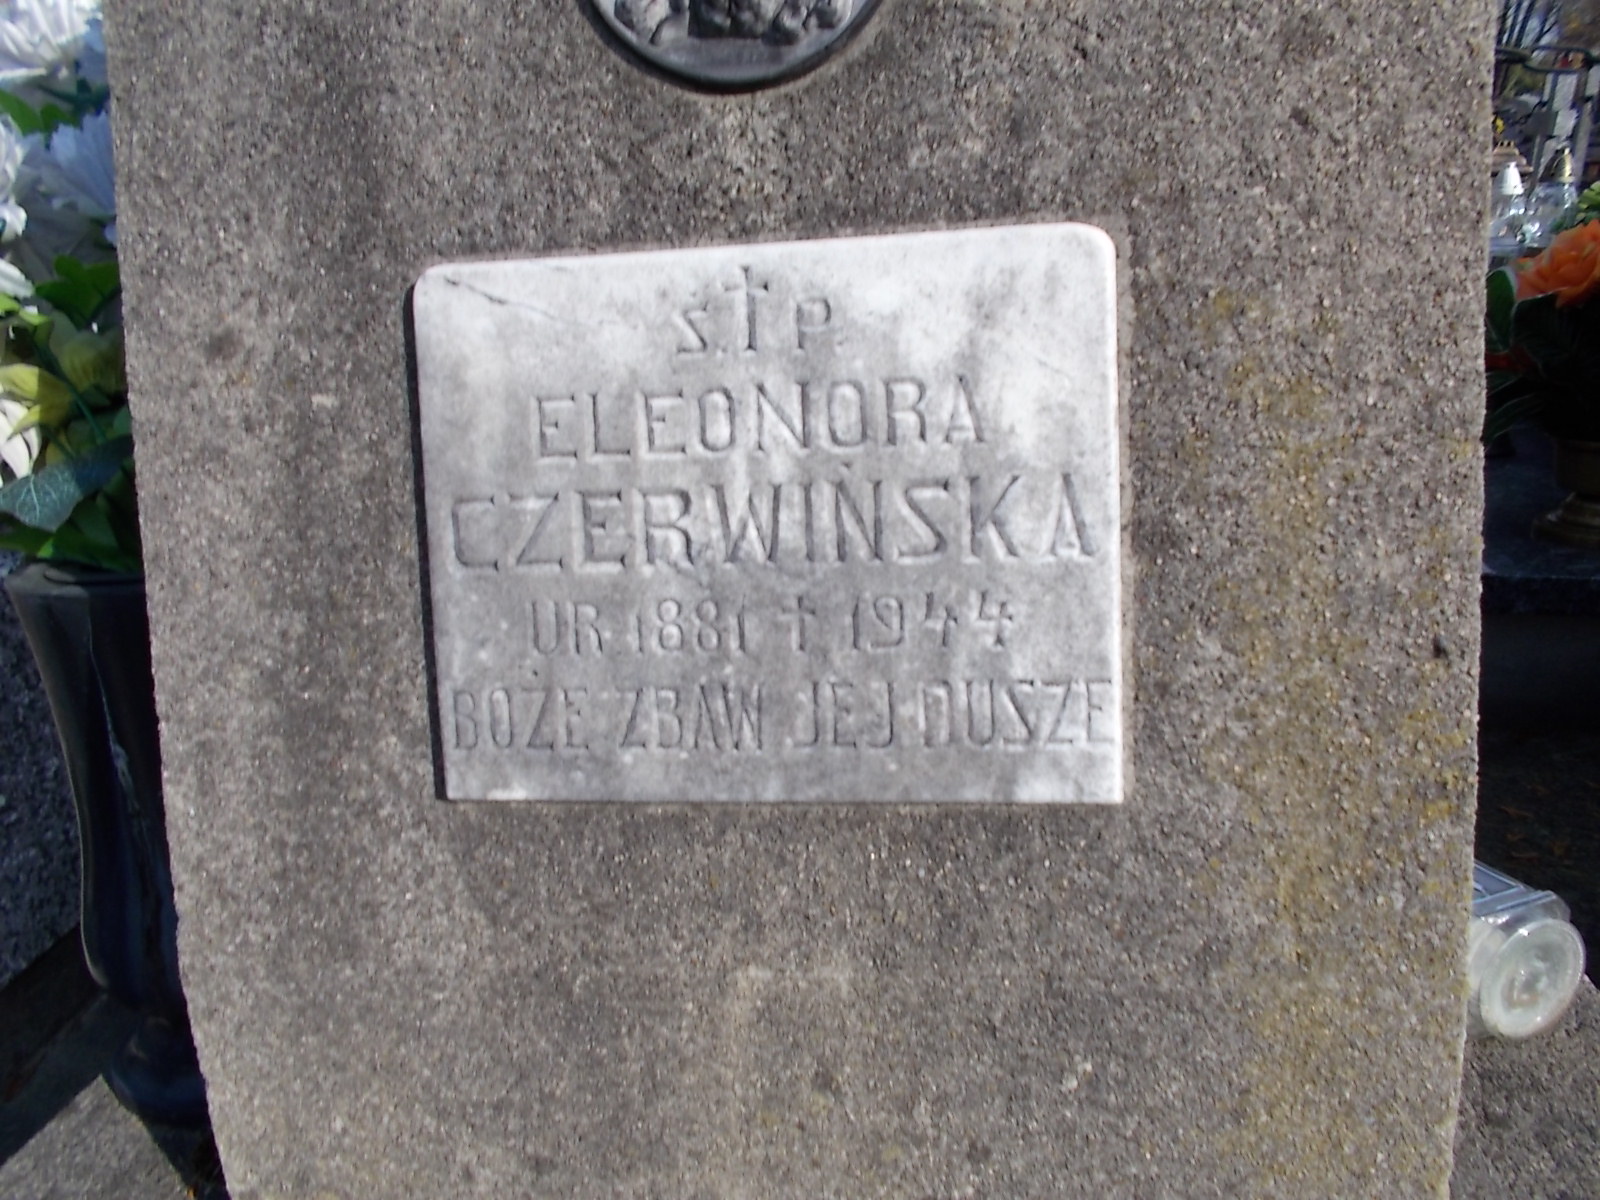 Ś.†P.
ELEONORA
CZERWIŃSKA
UR. 1881 † 1944
BOŻE ZBAW JEJ DUSZE